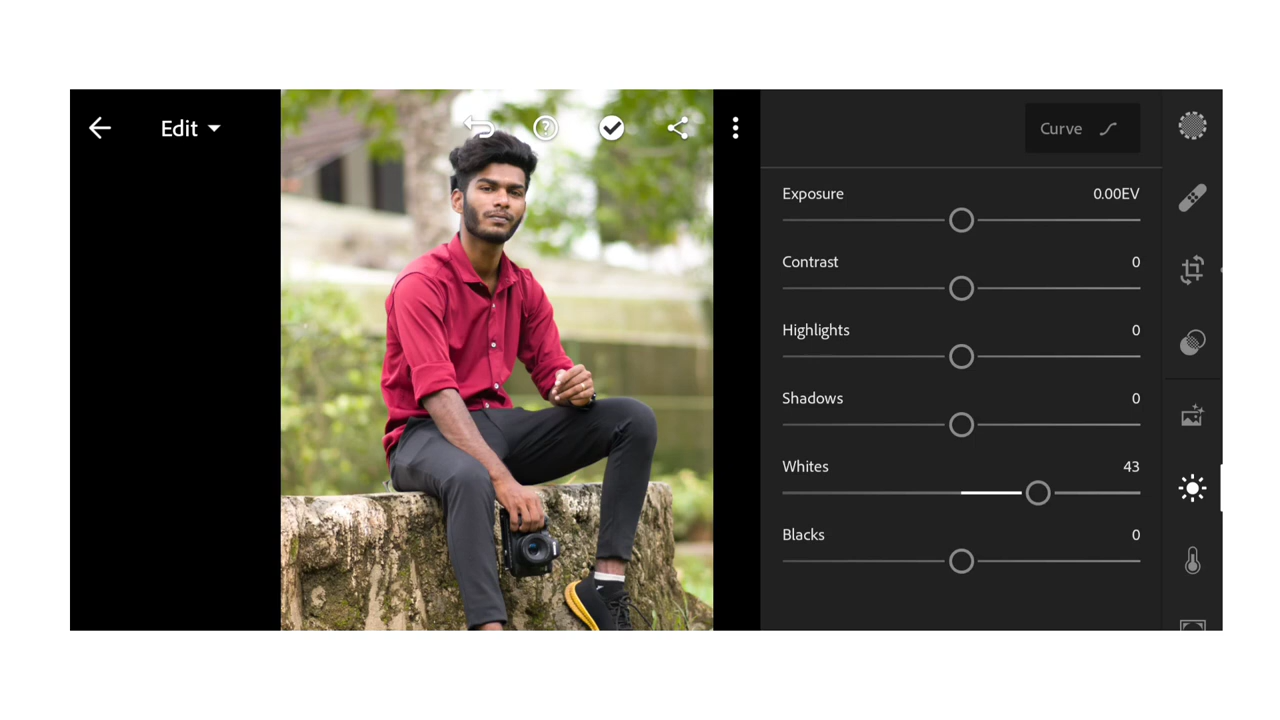 Edit
Curve
Exposure 0.00EV
Contrast 0
Highlights 0
Shadows 0
Whites 43
Blacks 0